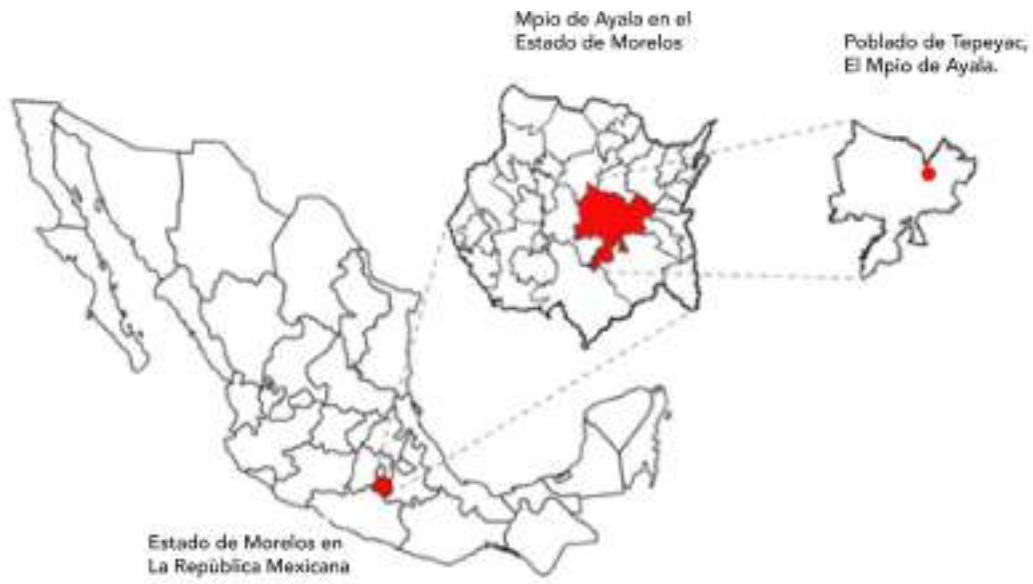 Mpio de Ayala en el
Estado de Morelos
Poblado de Tepeyac,
El Mpio de Ayala.
Estado de Morelos en
La República Mexicana